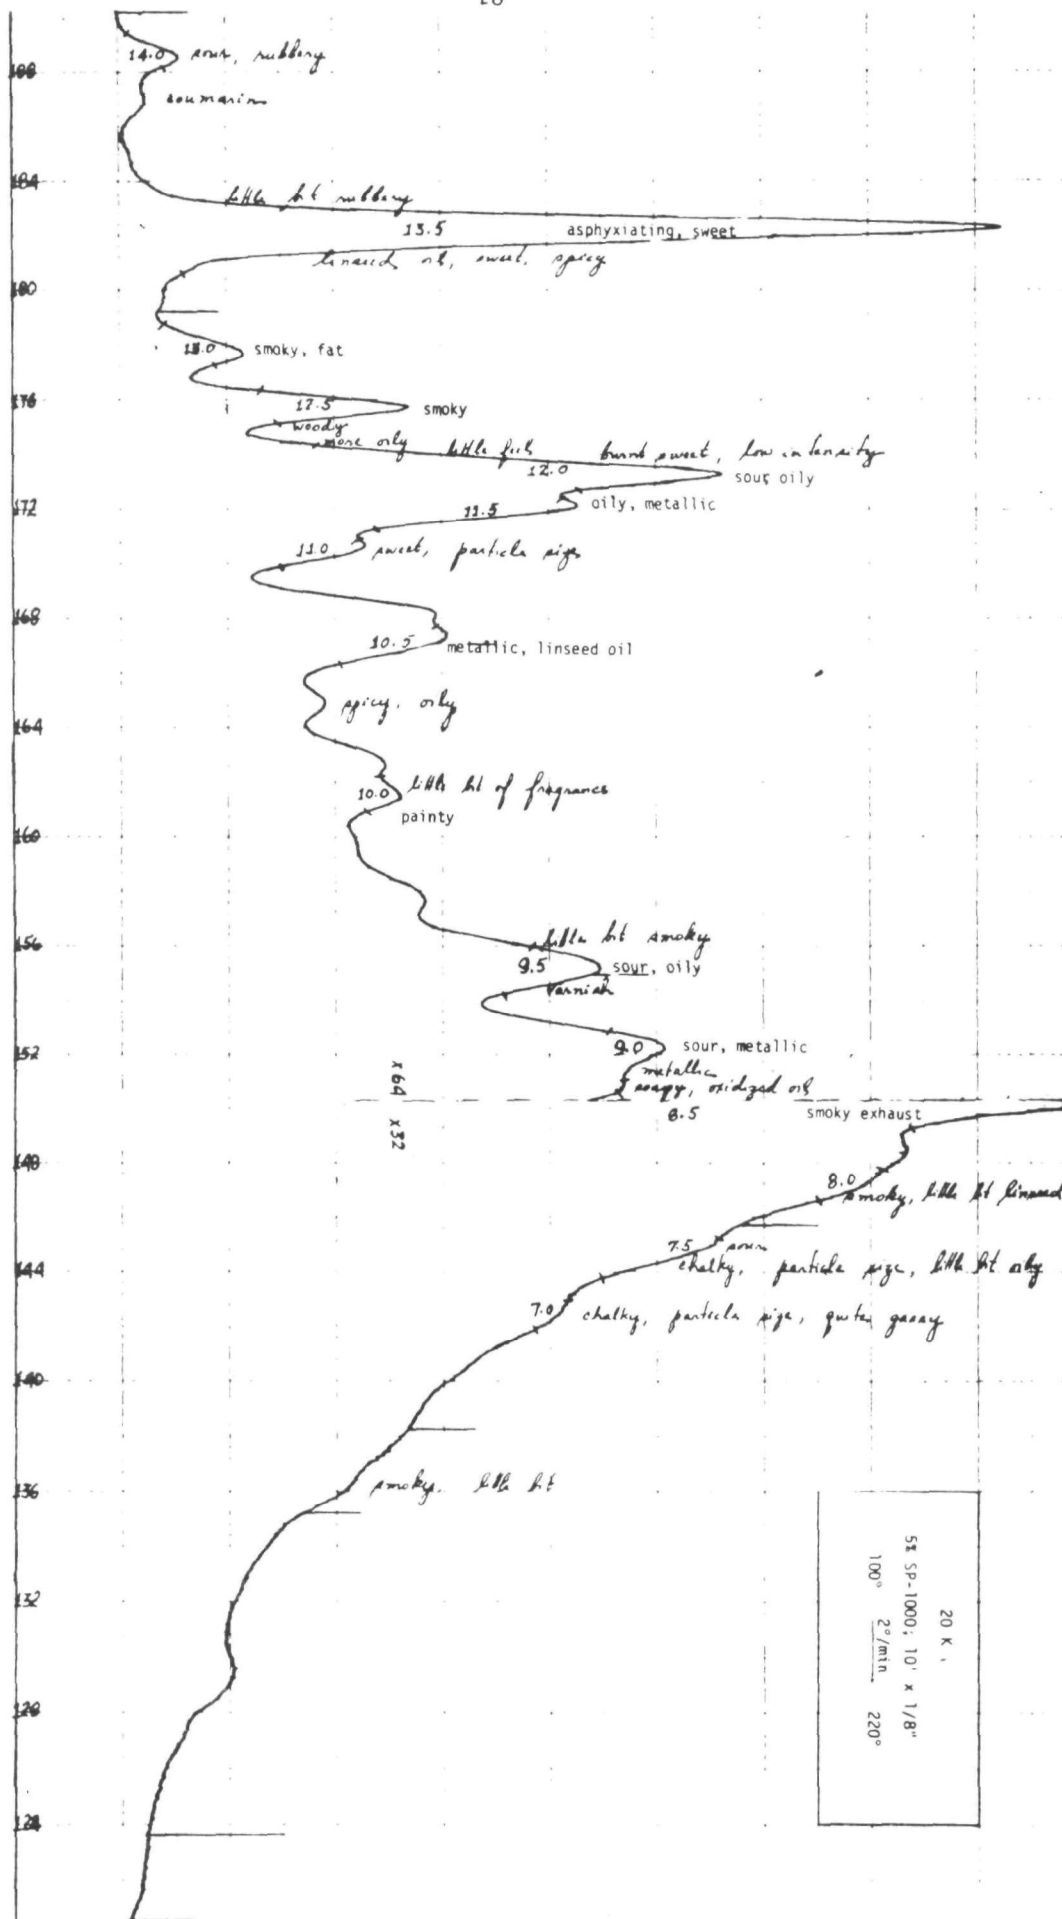 14.0 sour, rubbery
188
coumarin
184
little bit rubbery
13.5 asphyxiating, sweet
linseed oil, sweet, spicy
180
13.0 smoky, fat
176
12.5 smoky
woody
more oily little fish burnt sweet, low intensity
12.0 sour oily
oily, metallic
172
11.5
11.0 sweet, particle size
168
10.5 metallic, linseed oil
spicy, oily
164
little bit of fragrance
10.0
painty
160
156
little bit smoky
9.5 sour, oily
varnish
9.0 sour, metallic
152
metallic
soapy, oxidized oil
x64
8.5 smoky exhaust
x32
148
8.0
smoky, little bit linseed
7.5 sour
chalky, particle size, little bit oily
144
7.0 chalky, particle size, quite gassy
140
smoky, little bit
136
132
128
124
20 K
5% SP-1000; 10' x 1/8"
100° 2°/min 220°